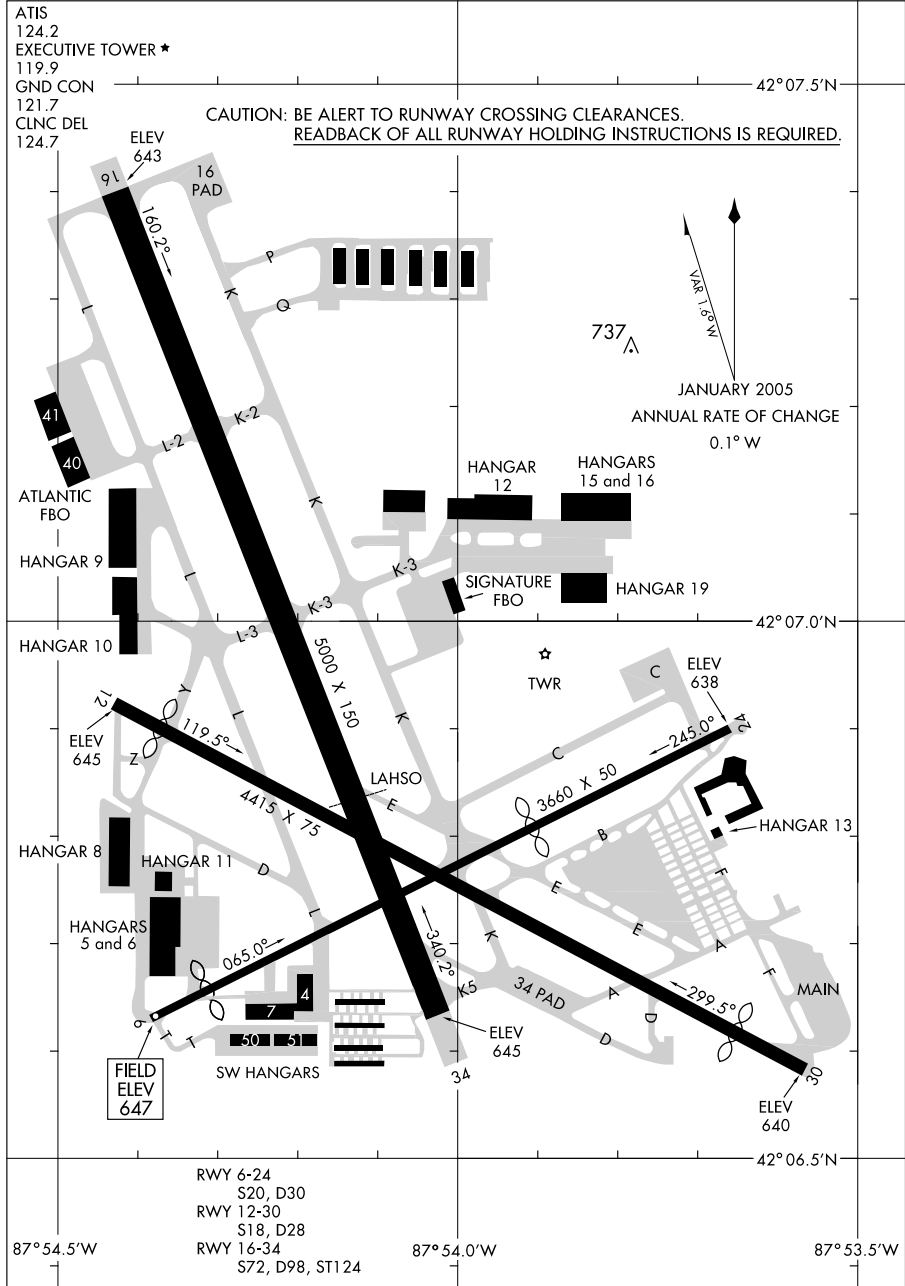 ATIS
124.2
EXECUTIVE TOWER ★
119.9
GND CON
121.7
CLNC DEL
124.7
42°07.5'N
CAUTION: BE ALERT TO RUNWAY CROSSING CLEARANCES.
READBACK OF ALL RUNWAY HOLDING INSTRUCTIONS IS REQUIRED.
ELEV
643
16
16
PAD
160.2°
P
K
Q
L
VAR 1.6° W
737
JANUARY 2005
ANNUAL RATE OF CHANGE
0.1° W
41
40
L-2
K-2
ATLANTIC
FBO
HANGAR
12
HANGARS
15 and 16
K
HANGAR 9
L
K-3
K-3
SIGNATURE
FBO
HANGAR 19
42°07.0'N
HANGAR 10
L-3
5000 X 150
TWR
C
ELEV
638
12
Y
L
K
24
ELEV
645
Z
119.5°
245.0°
C
LAHSO
E
4415 X 75
3660 X 50
HANGAR 8
HANGAR 11
D
B
HANGAR 13
HANGARS
5 and 6
L
E
F
065.0°
340.2°
K
E
A
F
4
7
K5
34 PAD
A
299.5°
MAIN
6
T
T
50
51
D
D
ELEV
645
FIELD
ELEV
647
SW HANGARS
34
30
ELEV
640
42°06.5'N
RWY 6-24
S20, D30
RWY 12-30
S18, D28
RWY 16-34
S72, D98, ST124
87°54.5'W
87°54.0'W
87°53.5'W